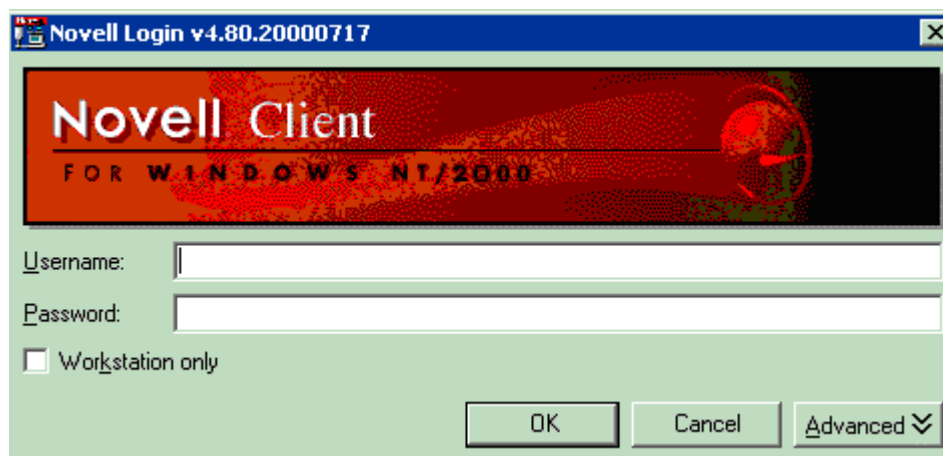 Novell Login v4.80.20000717
Novell Client
FOR WINDOWS NT/2000
Username:
Password:
Workstation only
OK Cancel Advanced